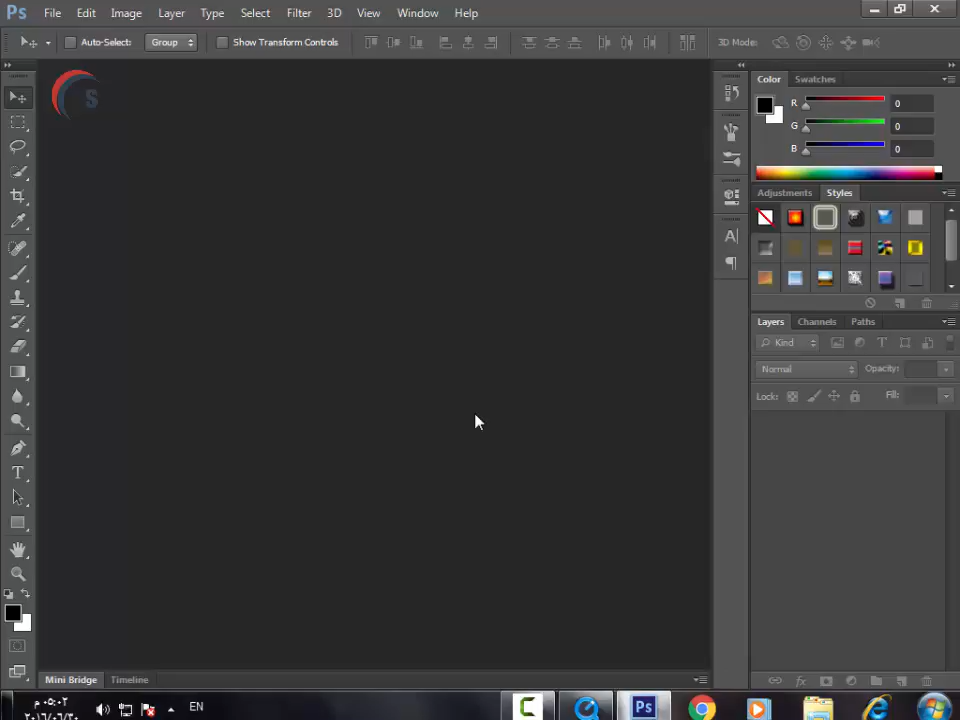 Ps File Edit Image Layer Type Select Filter 3D View Window Help
Auto-Select: Group Show Transform Controls 3D Mode:
S
Color Swatches
R 0
G 0
B 0
Adjustments Styles
Layers Channels Paths
Kind
Normal Opacity:
Lock: Fill:
Mini Bridge Timeline
EN
Ps